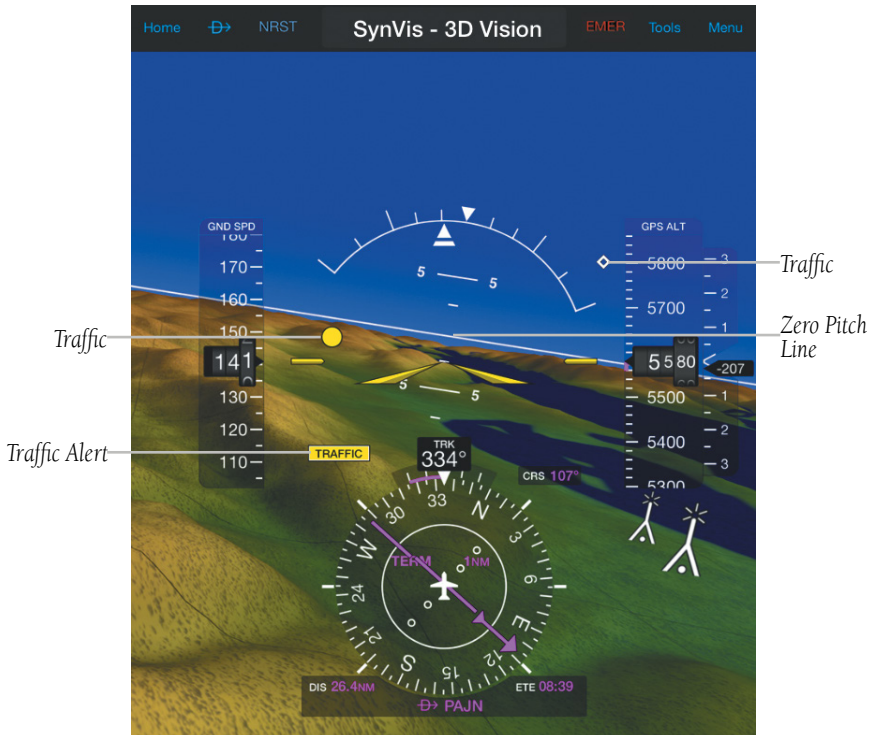 Home D NRST SynVis - 3D Vision EMER Tools Menu
GND SPD
GPS ALT
180
170
160
150
141
130
120
110
5800
5700
5580
5500
5400
5300
3
2
1
-207
1
2
3
5 5
5 5
Traffic
Zero Pitch
Line
Traffic
Traffic Alert
TRAFFIC
TRK
334°
CRS 107°
33
N
3
6
E
12
15
S
21
24
W
30
TERM 1NM
DIS 26.4NM
ETE 08:39
D PAJN